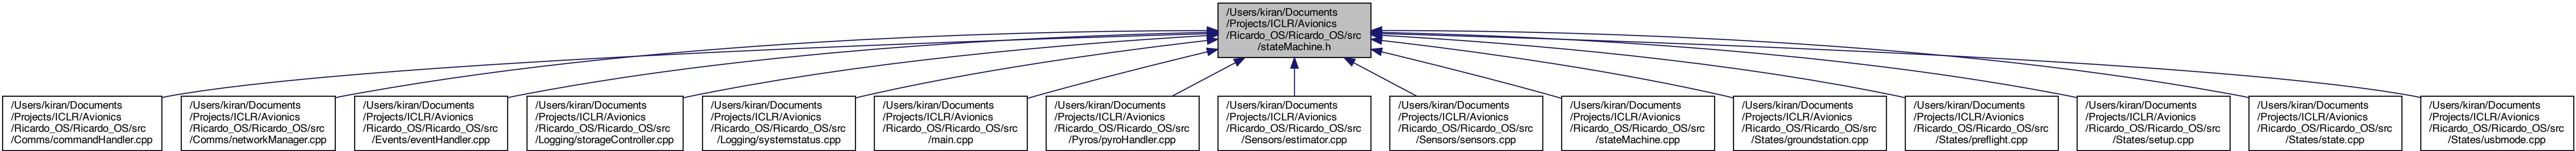 /Users/kiran/Documents
/Projects/ICLR/Avionics
/Ricardo_OS/Ricardo_OS/src
/stateMachine.h
/Users/kiran/Documents
/Projects/ICLR/Avionics
/Ricardo_OS/Ricardo_OS/src
/Comms/commandHandler.cpp
/Users/kiran/Documents
/Projects/ICLR/Avionics
/Ricardo_OS/Ricardo_OS/src
/Comms/networkManager.cpp
/Users/kiran/Documents
/Projects/ICLR/Avionics
/Ricardo_OS/Ricardo_OS/src
/Events/eventHandler.cpp
/Users/kiran/Documents
/Projects/ICLR/Avionics
/Ricardo_OS/Ricardo_OS/src
/Logging/storageController.cpp
/Users/kiran/Documents
/Projects/ICLR/Avionics
/Ricardo_OS/Ricardo_OS/src
/Logging/systemstatus.cpp
/Users/kiran/Documents
/Projects/ICLR/Avionics
/Ricardo_OS/Ricardo_OS/src
/main.cpp
/Users/kiran/Documents
/Projects/ICLR/Avionics
/Ricardo_OS/Ricardo_OS/src
/Pyros/pyroHandler.cpp
/Users/kiran/Documents
/Projects/ICLR/Avionics
/Ricardo_OS/Ricardo_OS/src
/Sensors/estimator.cpp
/Users/kiran/Documents
/Projects/ICLR/Avionics
/Ricardo_OS/Ricardo_OS/src
/Sensors/sensors.cpp
/Users/kiran/Documents
/Projects/ICLR/Avionics
/Ricardo_OS/Ricardo_OS/src
/stateMachine.cpp
/Users/kiran/Documents
/Projects/ICLR/Avionics
/Ricardo_OS/Ricardo_OS/src
/States/groundstation.cpp
/Users/kiran/Documents
/Projects/ICLR/Avionics
/Ricardo_OS/Ricardo_OS/src
/States/preflight.cpp
/Users/kiran/Documents
/Projects/ICLR/Avionics
/Ricardo_OS/Ricardo_OS/src
/States/setup.cpp
/Users/kiran/Documents
/Projects/ICLR/Avionics
/Ricardo_OS/Ricardo_OS/src
/States/state.cpp
/Users/kiran/Documents
/Projects/ICLR/Avionics
/Ricardo_OS/Ricardo_OS/src
/States/usbmode.cpp